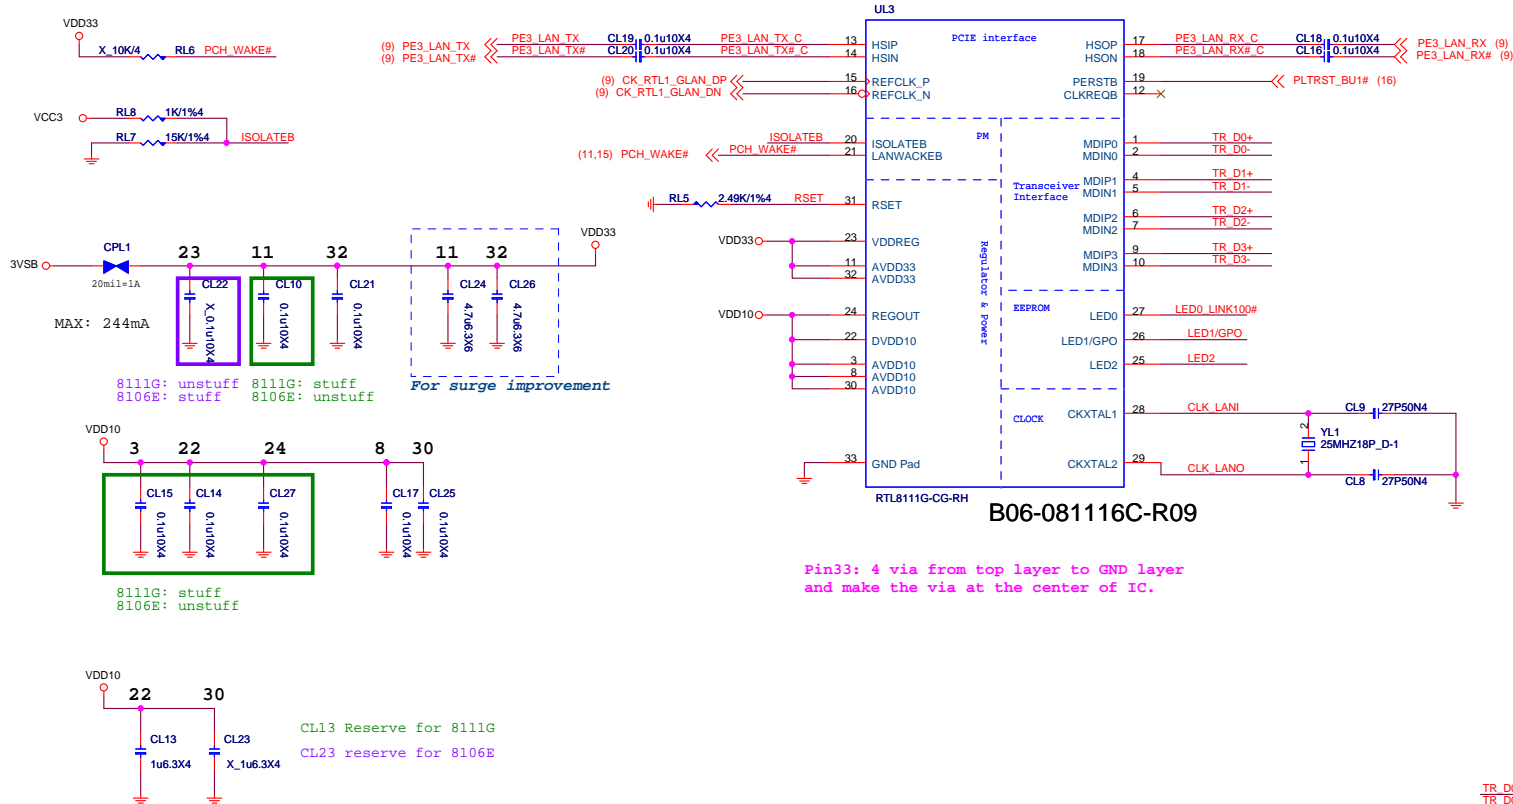 VDD33
X_10K/4 RL6 PCH_WAKE#
VCC3
RL8 1K/1%4
RL7 15K/1%4 ISOLATEB
3VSB
CPL1
20mil=1A
MAX: 244mA
23 11 32 11 32
VDD33
CL22 X_0.1u10X4
CL10 0.1u10X4
CL21 0.1u10X4
CL24 4.7u6.3X6
CL26 4.7u6.3X6
8111G: unstuff
8106E: stuff
8111G: stuff
8106E: unstuff
For surge improvement
VDD10
3 22 24 8 30
CL15 0.1u10X4
CL14 0.1u10X4
CL27 0.1u10X4
CL17 0.1u10X4
CL25 0.1u10X4
8111G: stuff
8106E: unstuff
VDD10
22 30
CL13
1u6.3X4
CL23
X_1u6.3X4
CL13 Reserve for 8111G
CL23 reserve for 8106E
UL3
(9) PE3_LAN_TX PE3_LAN_TX CL19 0.1u10X4 PE3_LAN_TX_C 13 HSIP
(9) PE3_LAN_TX# PE3_LAN_TX# CL20 0.1u10X4 PE3_LAN_TX#_C 14 HSIN
(9) CK_RTL1_GLAN_DP 15 REFCLK_P
(9) CK_RTL1_GLAN_DN 16 REFCLK_N
ISOLATEB 20 ISOLATEB
(11,15) PCH_WAKE# PCH_WAKE# 21 LANWACKEB
RL5 2.49K/1%4 RSET 31 RSET
VDD33 23 VDDREG
11 AVDD33
32 AVDD33
VDD10 24 REGOUT
22 DVDD10
3 AVDD10
8 AVDD10
30 AVDD10
33 GND Pad
PCIE interface
PM
Transceiver
Interface
Regulator & Power
EEPROM
CLOCK
HSOP 17 PE3_LAN_RX_C CL18 0.1u10X4 PE3_LAN_RX (9)
HSON 18 PE3_LAN_RX#_C CL16 0.1u10X4 PE3_LAN_RX# (9)
PERSTB 19 PLTRST_BU1# (16)
CLKREQB 12
MDIP0 1 TR_D0+
MDIN0 2 TR_D0-
MDIP1 4 TR_D1+
MDIN1 5 TR_D1-
MDIP2 6 TR_D2+
MDIN2 7 TR_D2-
MDIP3 9 TR_D3+
MDIN3 10 TR_D3-
LED0 27 LED0_LINK100#
LED1/GPO 26 LED1/GPO
LED2 25 LED2
CKXTAL1 28 CLK_LANI CL9 27P50N4
2 YL1
25MHZ18P_D-1
1
CKXTAL2 29 CLK_LANO CL8 27P50N4
RTL8111G-CG-RH
B06-081116C-R09
Pin33: 4 via from top layer to GND layer
and make the via at the center of IC.